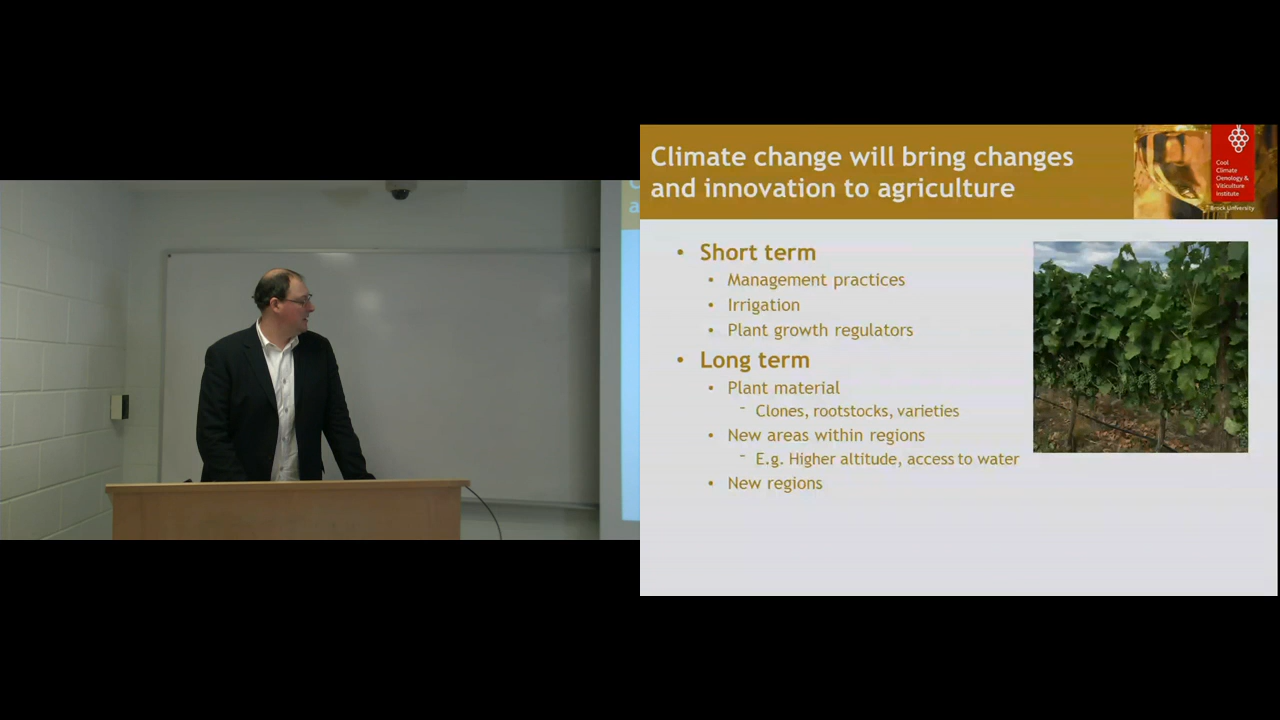 Climate change will bring changes
and innovation to agriculture
Cool
Climate
Oenology &
Viticulture
Institute
Brock University
• Short term
• Management practices
• Irrigation
• Plant growth regulators
• Long term
• Plant material
- Clones, rootstocks, varieties
• New areas within regions
- E.g. Higher altitude, access to water
• New regions